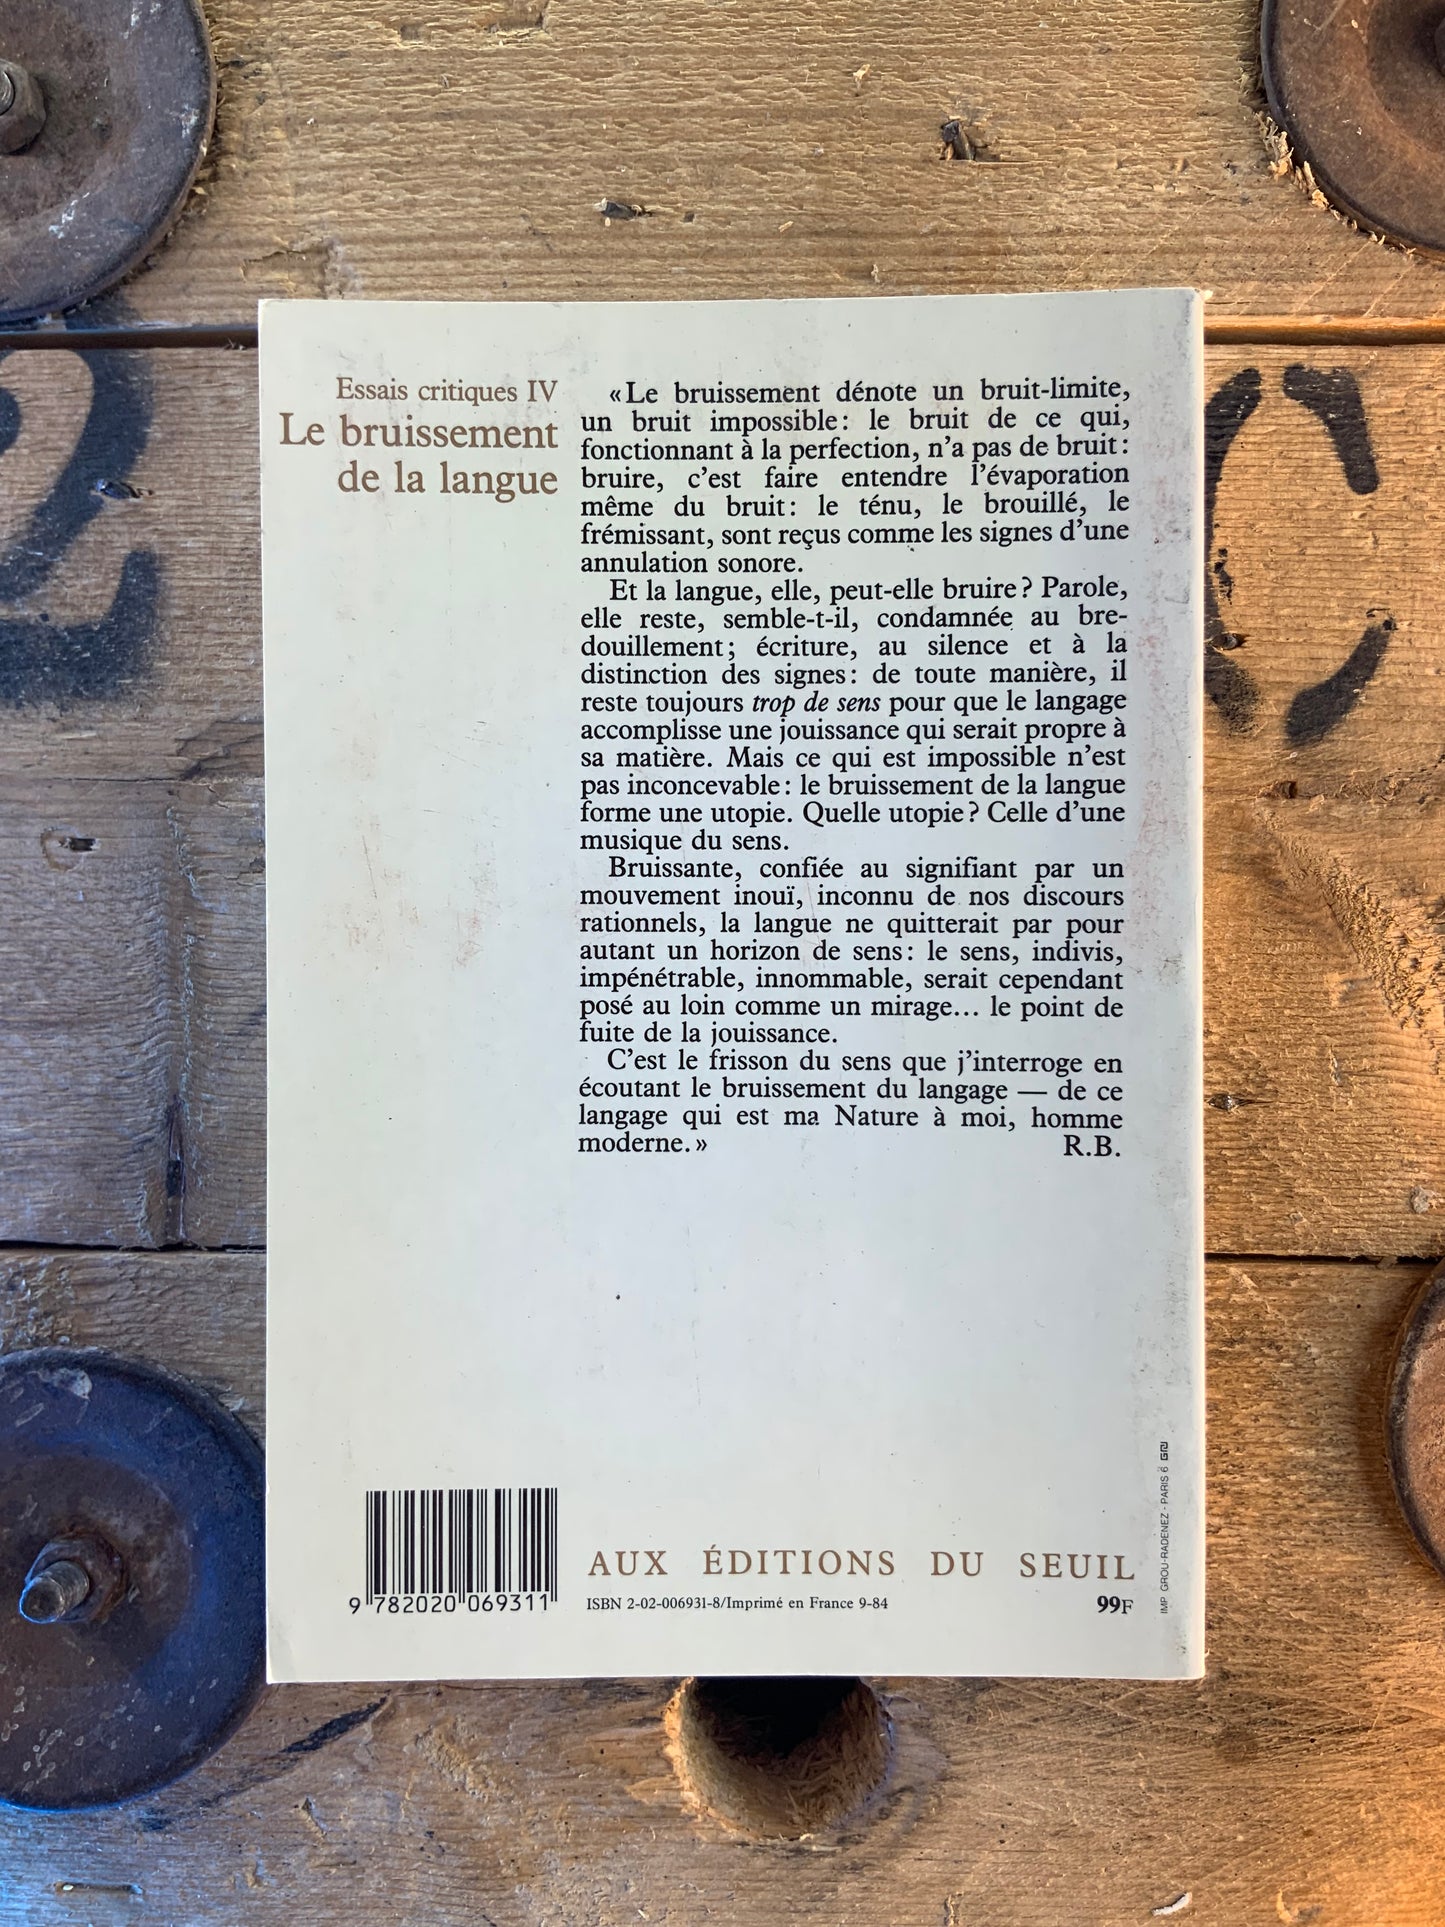 Essais critiques IV
Le bruissement
de la langue
«Le bruissement dénote un bruit-limite,
un bruit impossible: le bruit de ce qui,
fonctionnant à la perfection, n'a pas de bruit:
bruire, c'est faire entendre l'évaporation
même du bruit: le ténu, le brouillé, le
frémissant, sont reçus comme les signes d'une
annulation sonore.
Et la langue, elle, peut-elle bruire? Parole,
elle reste, semble-t-il, condamnée au bre-
douillement; écriture, au silence et à la
distinction des signes: de toute manière, il
reste toujours trop de sens pour que le langage
accomplisse une jouissance qui serait propre à
sa matière. Mais ce qui est impossible n'est
pas inconcevable: le bruissement de la langue
forme une utopie. Quelle utopie? Celle d'une
musique du sens.
Bruissante, confiée au signifiant par un
mouvement inouï, inconnu de nos discours
rationnels, la langue ne quitterait par pour
autant un horizon de sens: le sens, indivis,
impénétrable, innommable, serait cependant
posé au loin comme un mirage... le point de
fuite de la jouissance.
C'est le frisson du sens que j'interroge en
écoutant le bruissement du langage — de ce
langage qui est ma Nature à moi, homme
moderne.» R.B.
9 782020 069311
AUX ÉDITIONS DU SEUIL
ISBN 2-02-006931-8/Imprimé en France 9-84
99F
IMP. GROU-RADENEZ - PARIS 6
2
C